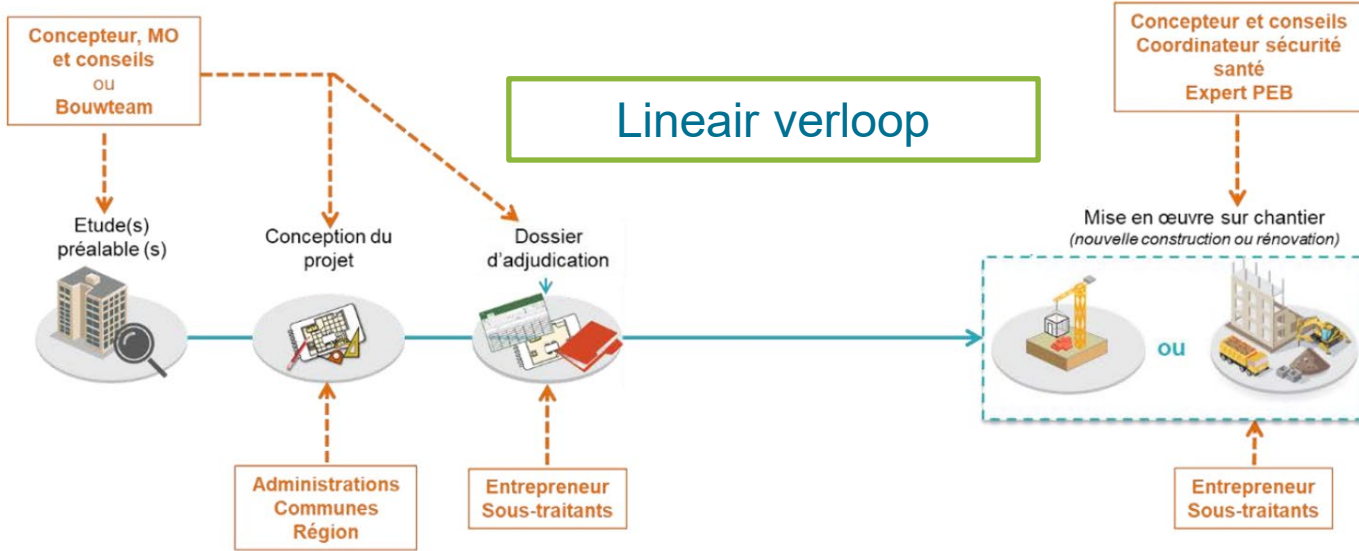 Concepteur, MO
et conseils
ou
Bouwteam
Lineair verloop
Concepteur et conseils
Coordinateur sécurité
santé
Expert PEB
Etude(s)
préalable (s)
Conception du
projet
Dossier
d'adjudication
Mise en œuvre sur chantier
(nouvelle construction ou rénovation)
ou
Administrations
Communes
Région
Entrepreneur
Sous-traitants
Entrepreneur
Sous-traitants